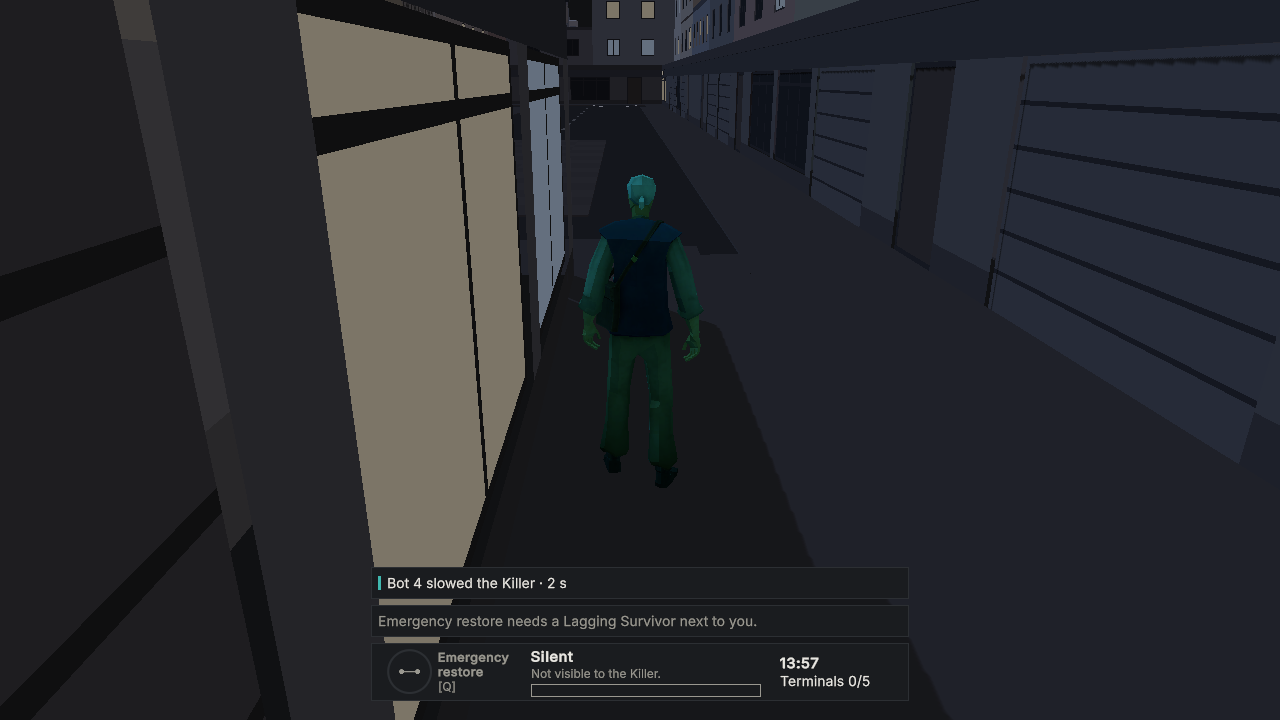 Bot 4 slowed the Killer · 2 s
Emergency restore needs a Lagging Survivor next to you.
Emergency
restore
[Q]
Silent
Not visible to the Killer.
13:57
Terminals 0/5